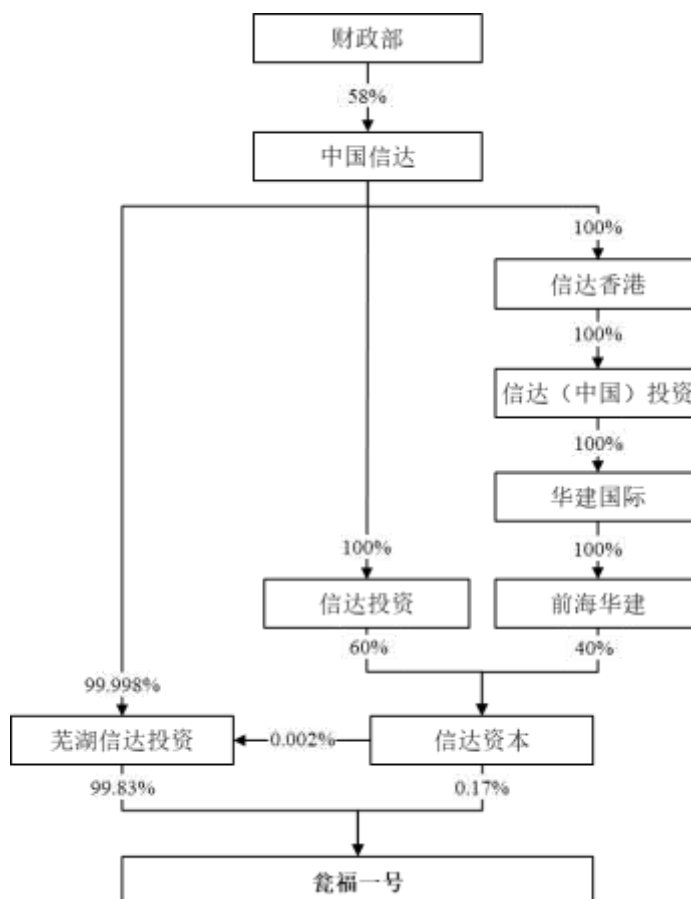 财政部
58%
中国信达
100%
信达香港
100%
信达（中国）投资
100%
华建国际
100%
100%
信达投资
前海华建
60%
40%
99.998%
芜湖信达投资
0.002%
信达资本
99.83%
0.17%
瓮福一号